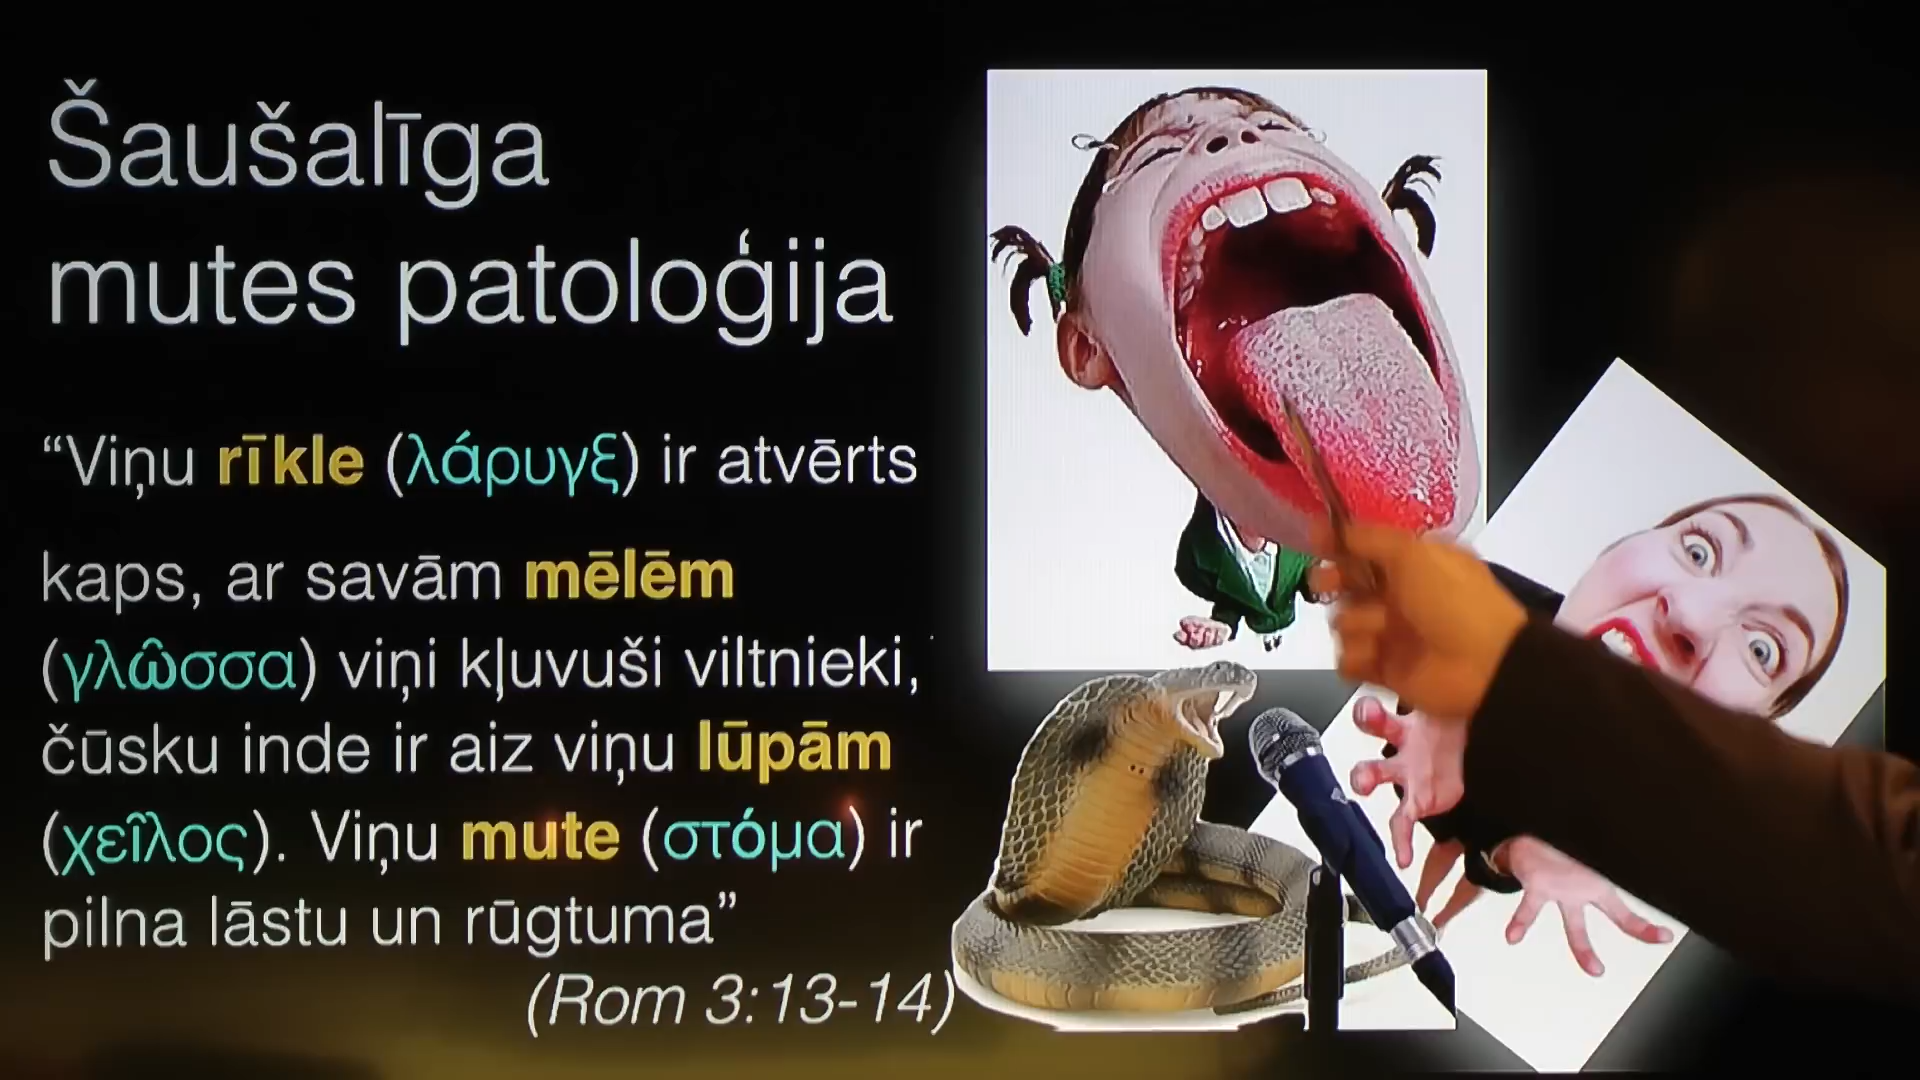 Šaušalīga
mutes patoloģija
“Viņu rīkle (λάρυγξ) ir atvērts
kaps, ar savām mēlēm
(γλῶσσα) viņi kļuvuši viltnieki,
čūsku inde ir aiz viņu lūpām
(χεῖλος). Viņu mute (στόμα) ir
pilna lāstu un rūgtuma”
(Rom 3:13-14)